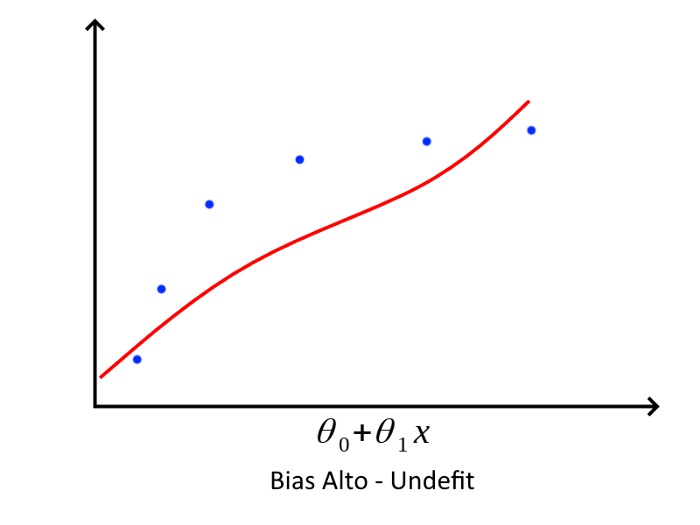 θ₀+θ₁x
Bias Alto - Undefit